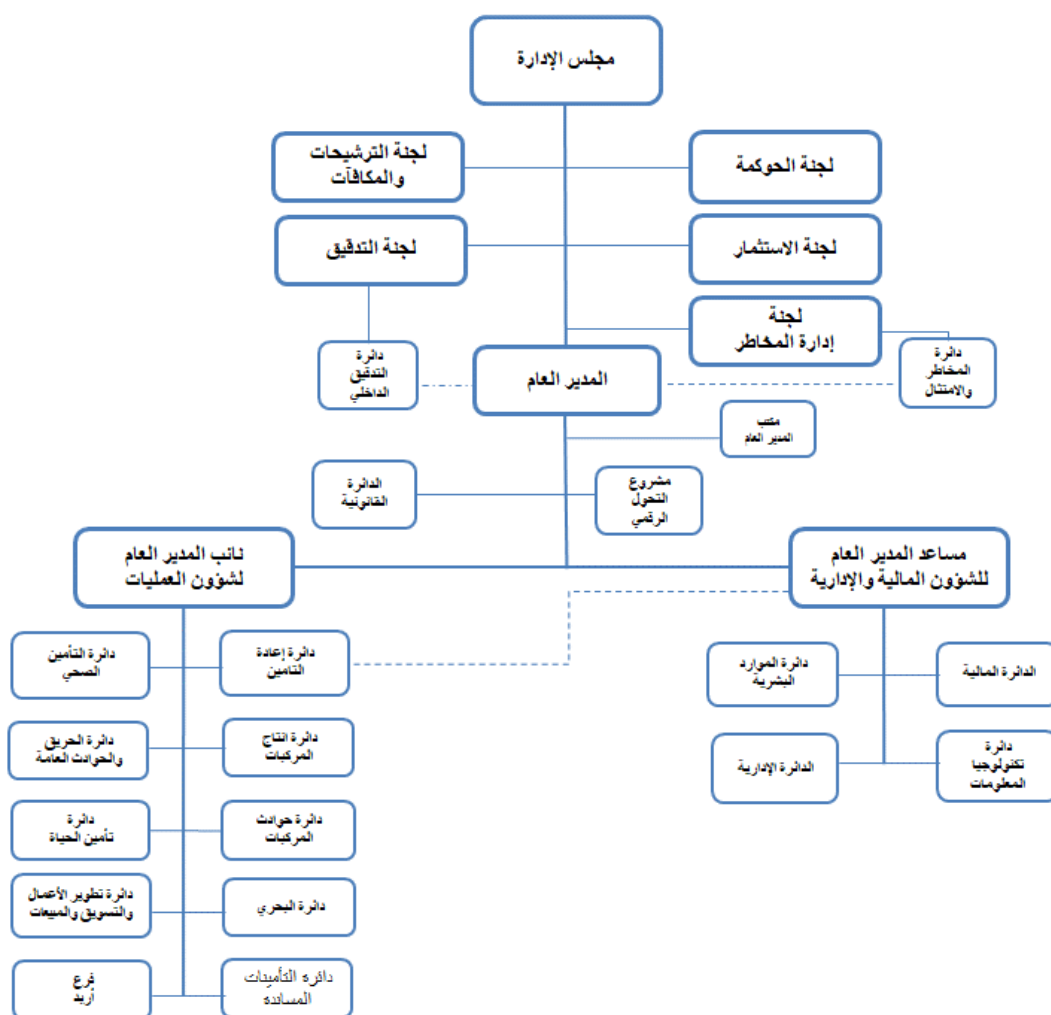 مجلس الإدارة
لجنة الحوكمة
لجنة الترشيحات
والمكافآت
لجنة الاستثمار
لجنة التدقيق
لجنة
إدارة المخاطر
دائرة
المخاطر
والامتثال
المدير العام
دائرة
التدقيق
الداخلي
مكتب
المدير العام
مشروع
التحول
الرقمي
الدائرة
القانونية
مساعد المدير العام
للشؤون المالية والإدارية
نائب المدير العام
لشؤون العمليات
الدائرة المالية
دائرة الموارد
البشرية
دائرة
تكنولوجيا
المعلومات
الدائرة الإدارية
دائرة إعادة
التامين
دائرة التأمين
الصحي
دائرة انتاج
المركبات
دائرة الحريق
والحوادث العامة
دائرة حوادث
المركبات
دائرة
تأمين الحياة
دائرة البحري
دائرة تطوير الأعمال
والتسويق والمبيعات
دائرة التأمينات
المساندة
فرع
أربد